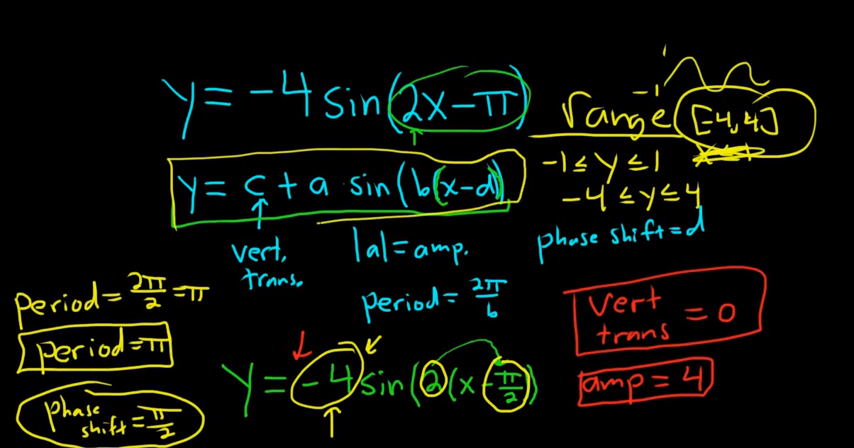 y = -4 sin(2x - π)
range [-4, 4]
-1
y = c + a sin(b(x - d))
-1 ≤ y ≤ 1
-4 ≤ y ≤ 4
vert.
trans.
|a| = amp.
phase shift = d
period = 2π/2 = π
period = 2π/b
period = π
vert
trans = 0
y = -4 sin(2(x - π/2))
amp = 4
phase
shift = π/2